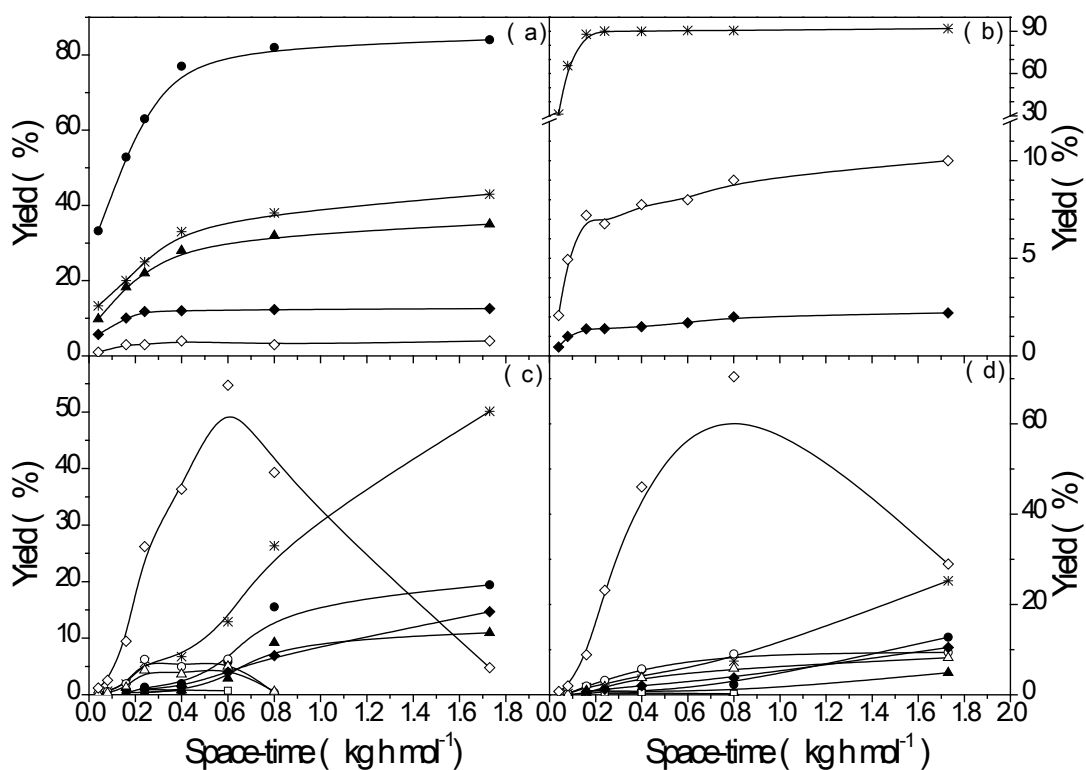 ( a)
80
60
40
20
0
Yield ( %)
( b)
90
60
30
10
5
0
Yield ( %)
( c)
50
40
30
20
10
0
Yield ( %)
0.0 0.2 0.4 0.6 0.8 1.0 1.2 1.4 1.6 1.8
Space-time ( kg h mol-1)
( d)
60
40
20
0
Yield ( %)
0.0 0.2 0.4 0.6 0.8 1.0 1.2 1.4 1.6 1.8 2.0
Space-time ( kg h mol-1)